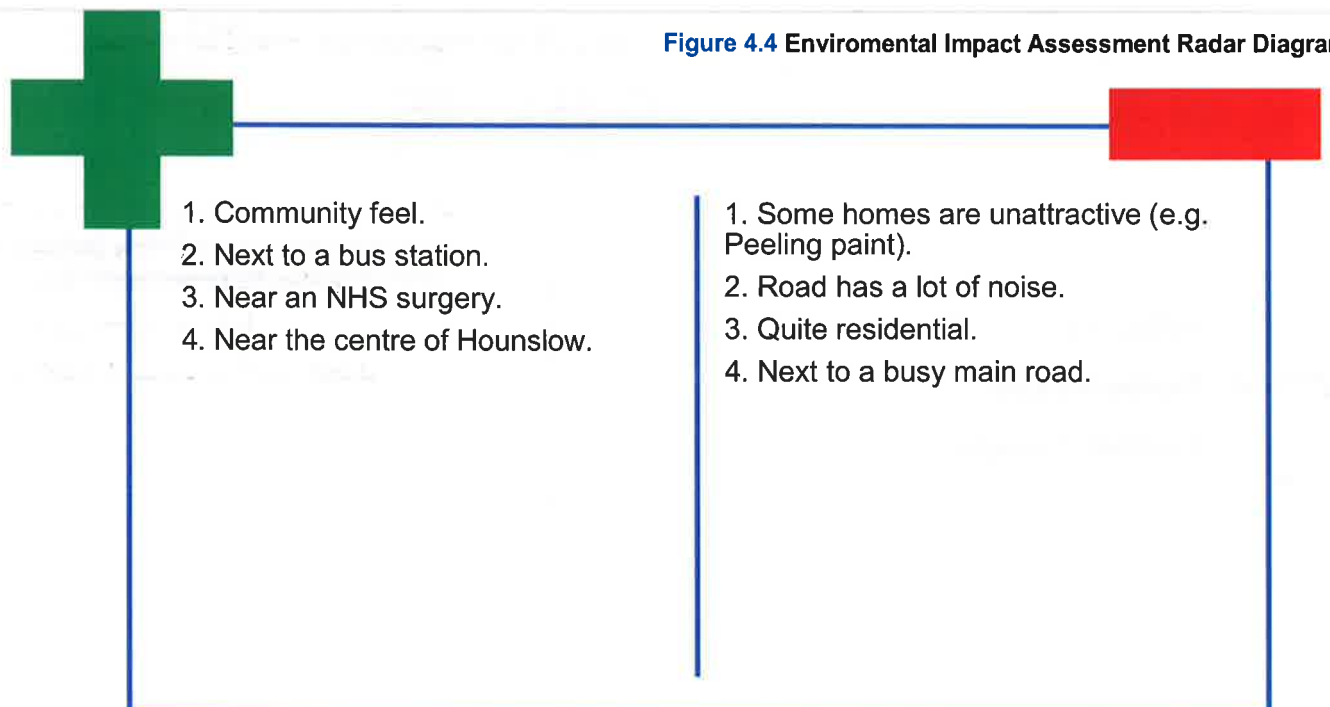 Figure 4.4 Enviromental Impact Assessment Radar Diagram
1. Community feel.
2. Next to a bus station.
3. Near an NHS surgery.
4. Near the centre of Hounslow.
1. Some homes are unattractive (e.g.
Peeling paint).
2. Road has a lot of noise.
3. Quite residential.
4. Next to a busy main road.